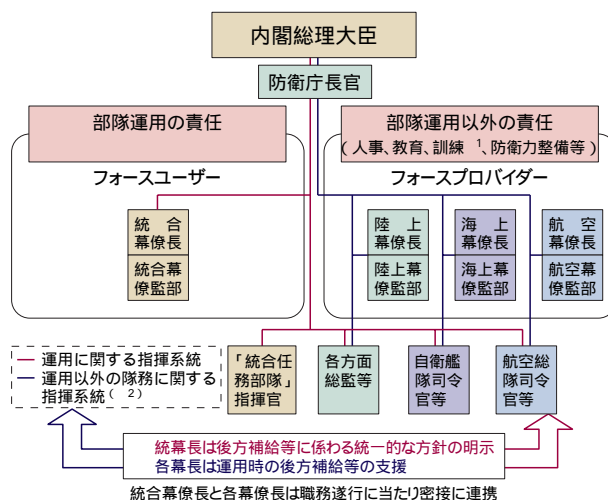 内閣総理大臣
防衛庁長官
部隊運用の責任
部隊運用以外の責任
(人事、教育、訓練 1、防衛力整備等)
フォースユーザー
フォースプロバイダー
統合
幕僚長
統合幕
僚監部
陸上
幕僚長
陸上幕
僚監部
海上
幕僚長
海上幕
僚監部
航空
幕僚長
航空幕
僚監部
運用に関する指揮系統
運用以外の隊務に関する
指揮系統( 2)
「統合任
務部隊」
指揮官
各方面
総監等
自衛艦
隊司令
官等
航空総
隊司令
官等
統幕長は後方補給等に係わる統一的な方針の明示
各幕長は運用時の後方補給等の支援
統合幕僚長と各幕僚長は職務遂行に当たり密接に連携